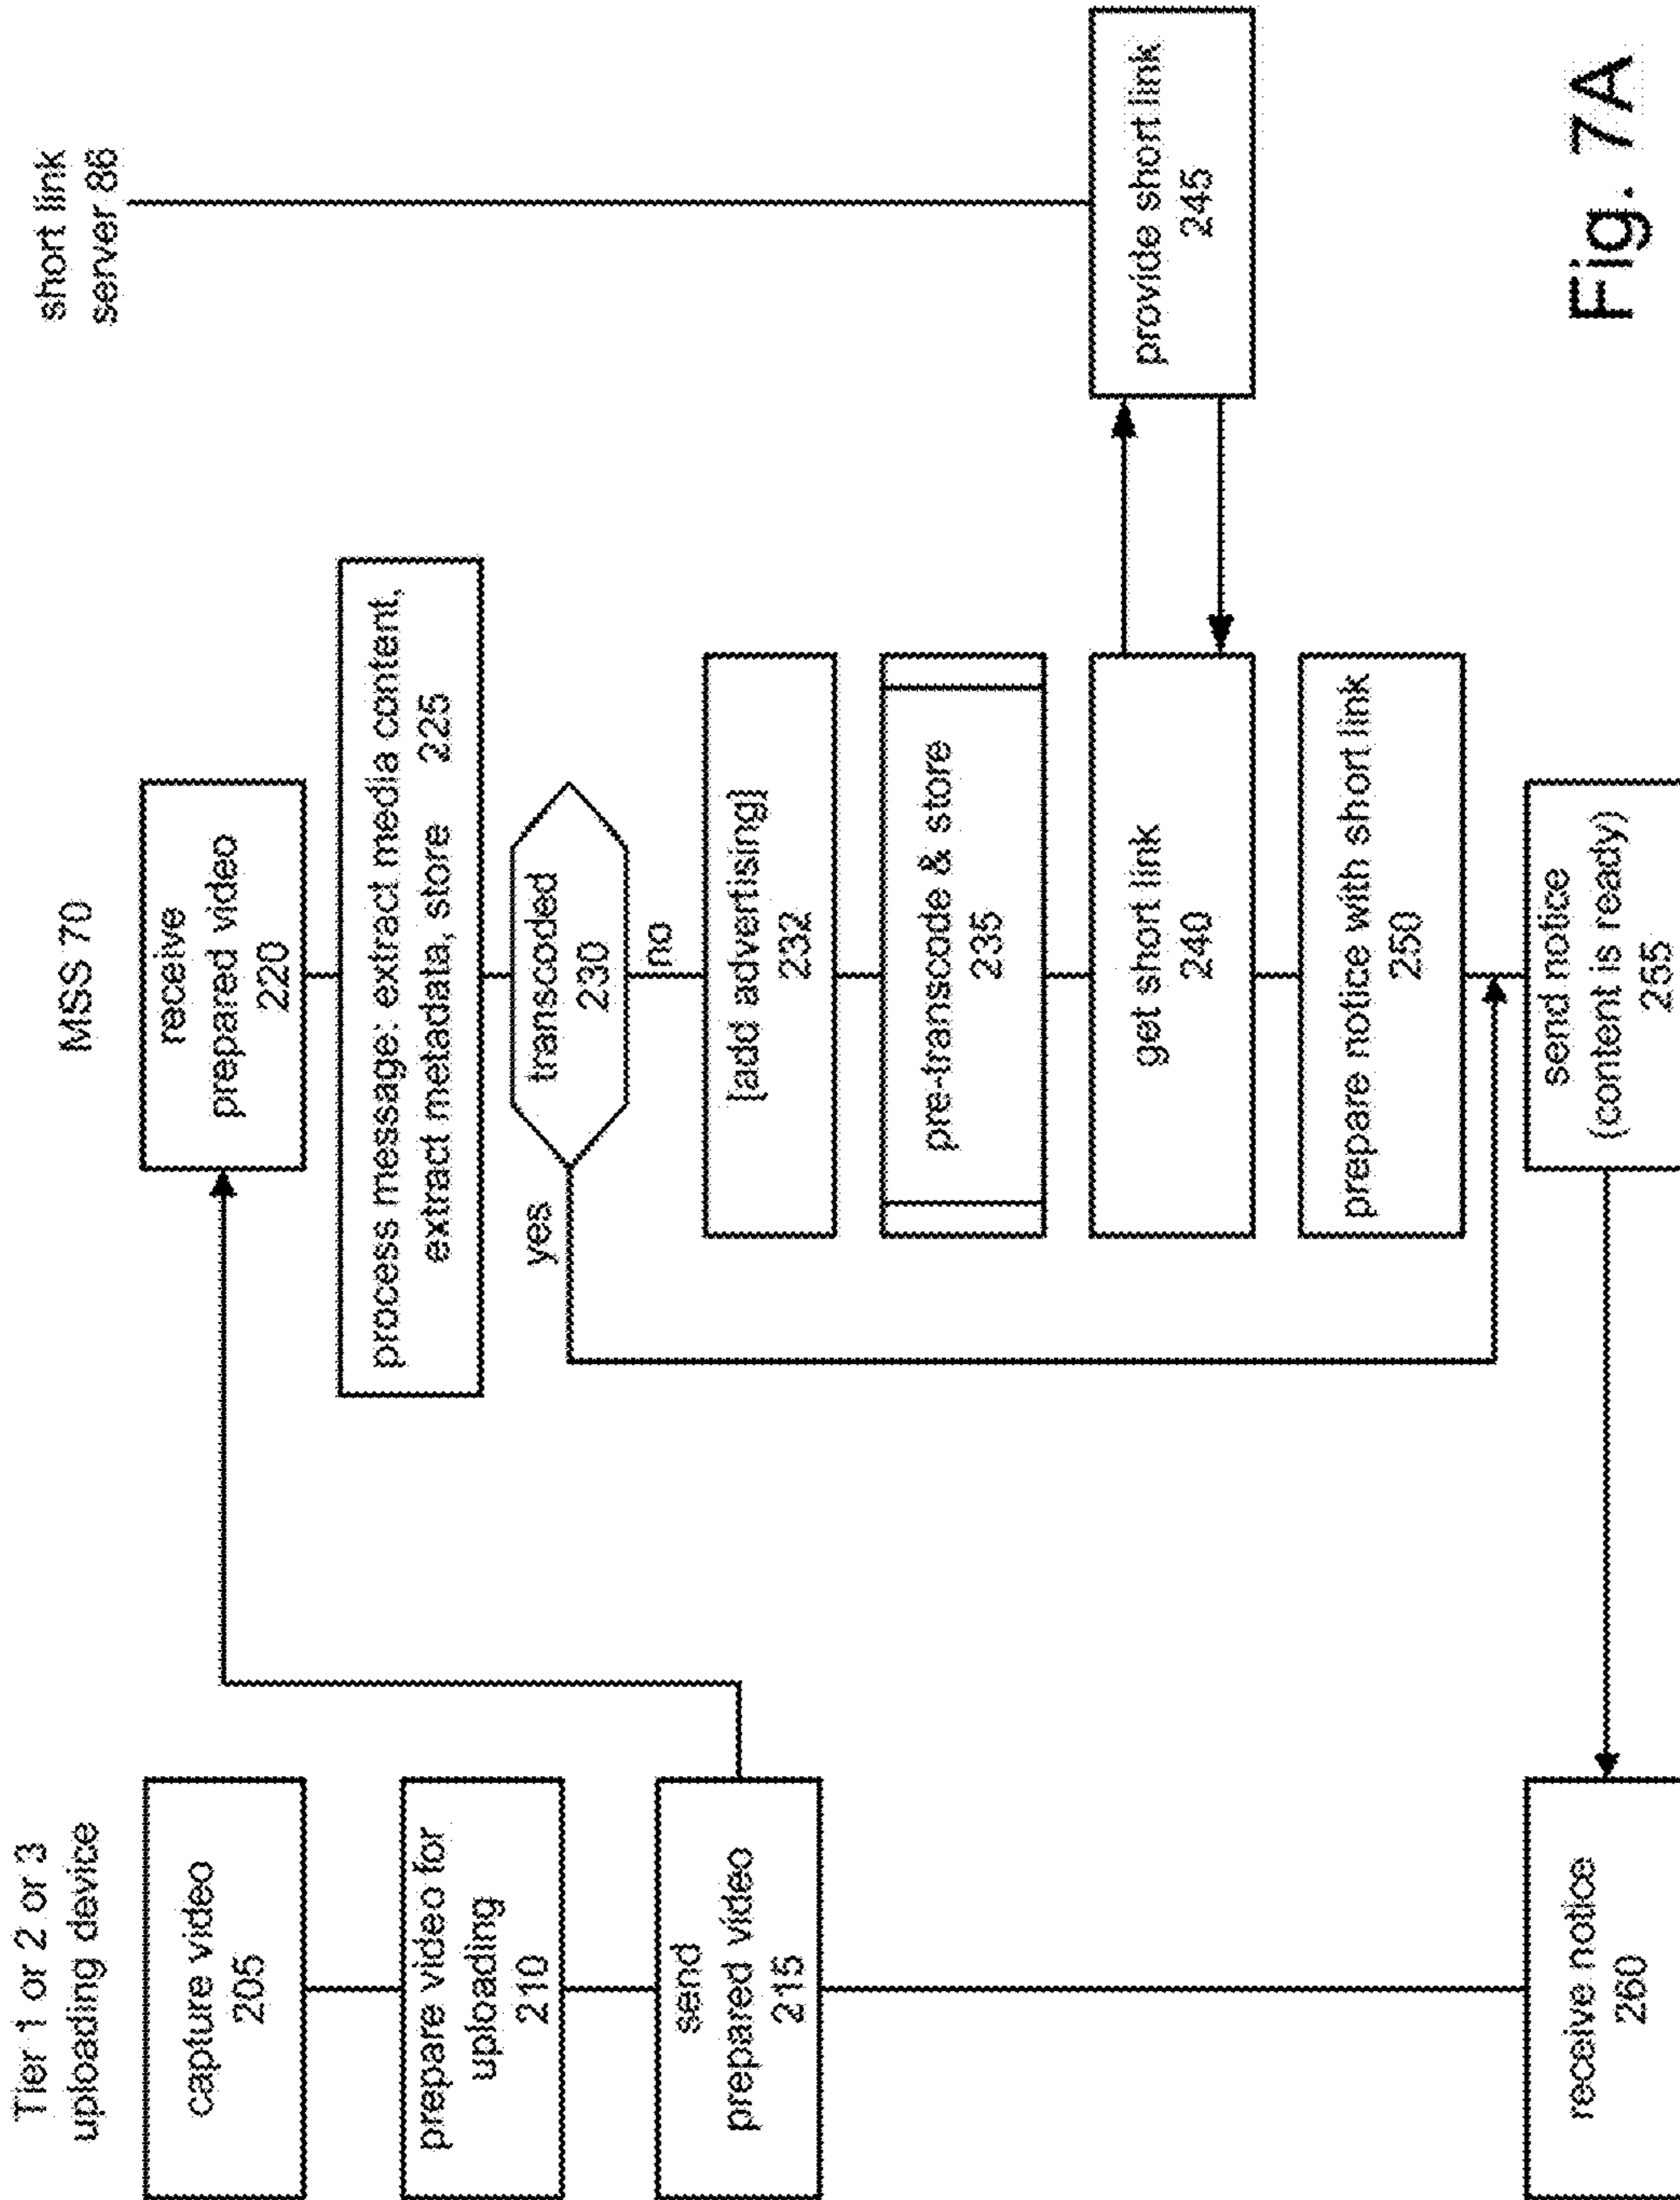 Tier 1 or 2 or 3
uploading device
capture video
205
prepare video for
uploading
210
send
prepared video
215
receive notice
260
MSS 70
receive
prepared video
220
process message: extract media content,
extract metadata, store 225
transcoded
230
yes
no
[add advertising]
232
pre-transcode & store
235
get short link
240
prepare notice with short link
250
send notice
(content is ready)
255
short link
server 86
provide short link
245
Fig. 7A